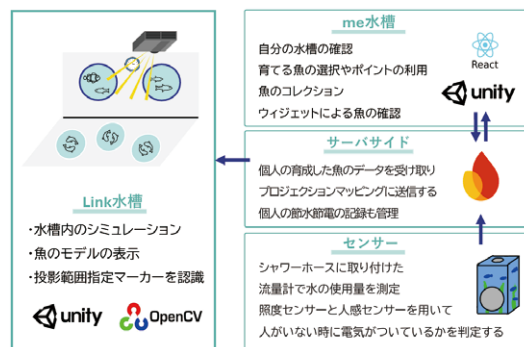 Link水槽
・水槽内のシミュレーション
・魚のモデルの表示
・投影範囲指定マーカーを認識
unity
OpenCV
me水槽
自分の水槽の確認
育てる魚の選択やポイントの利用
魚のコレクション
ウィジェットによる魚の確認
React
unity
サーバサイド
個人の育成した魚のデータを受け取り
プロジェクションマッピングに送信する
個人の節水節電の記録も管理
センサー
シャワーホースに取り付けた
流量計で水の使用量を測定
照度センサーと人感センサーを用いて
人がいない時に電気がついているかを判定する